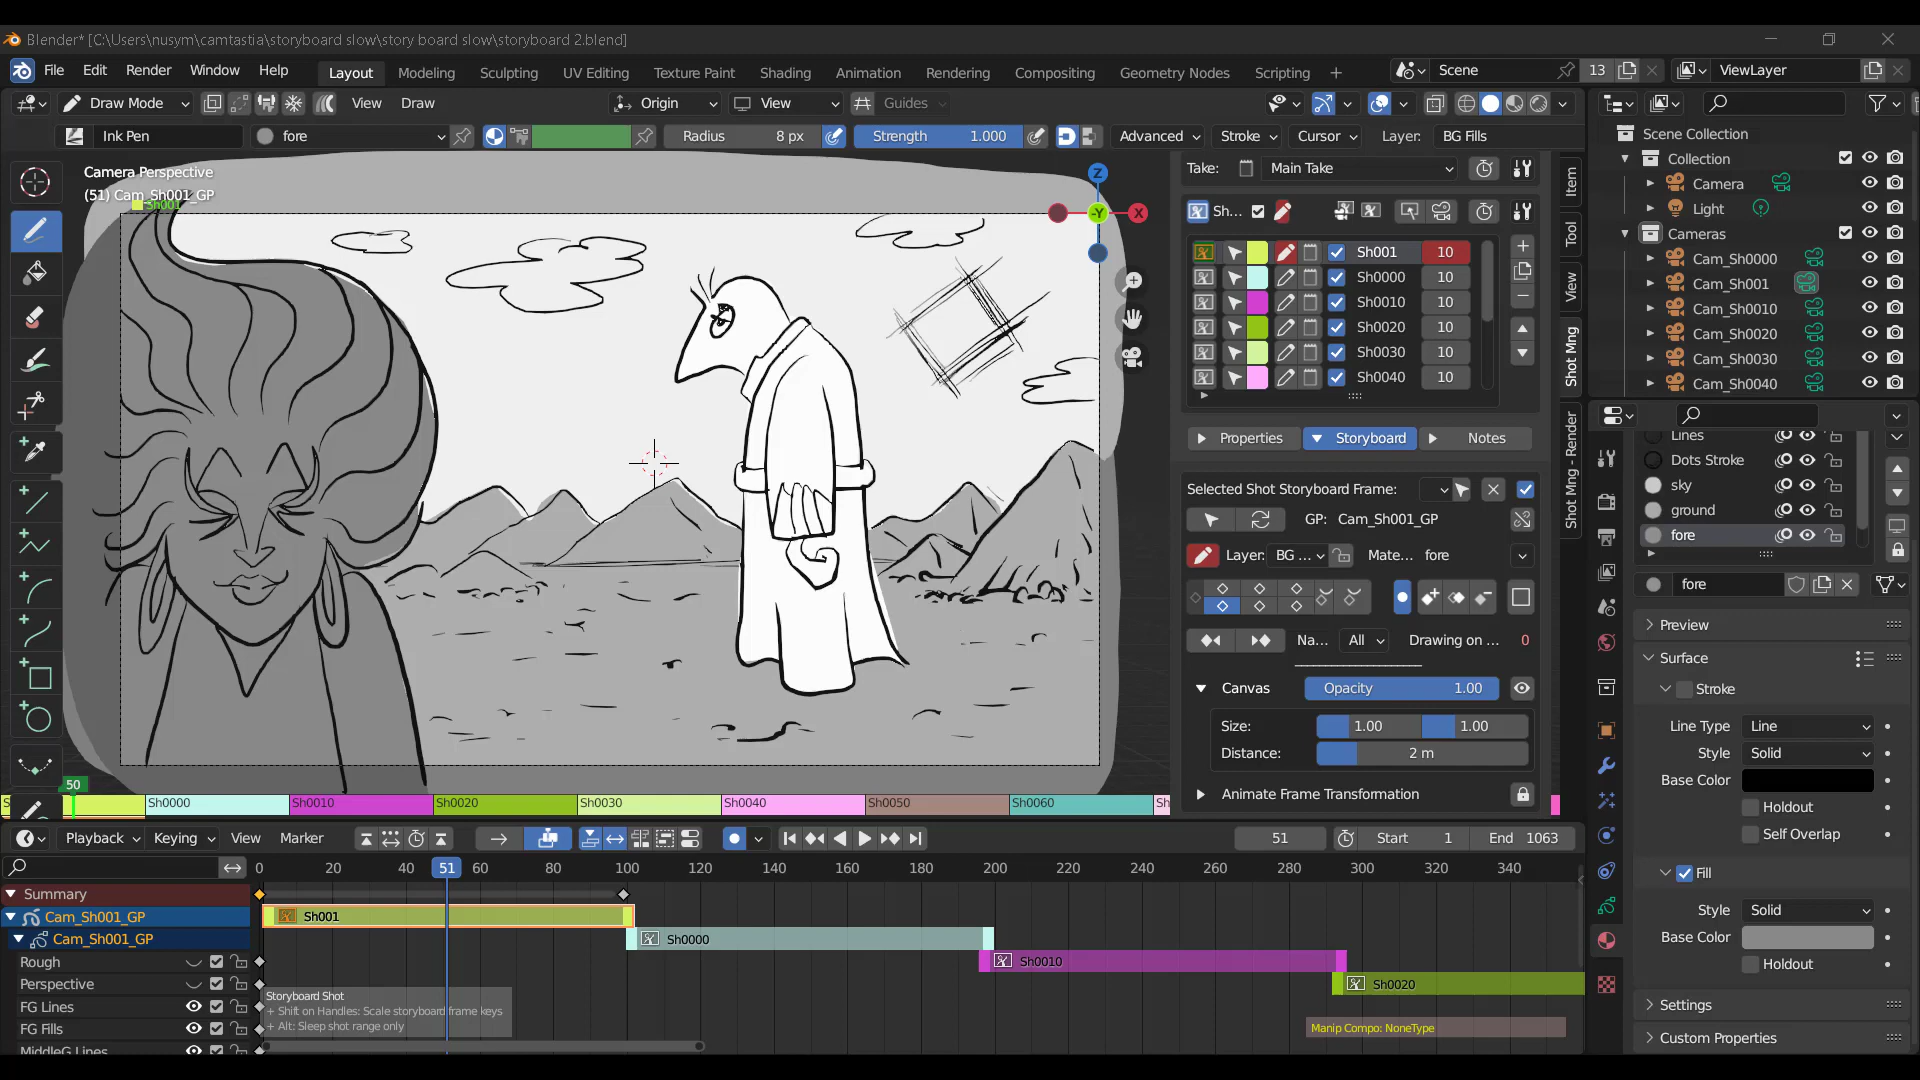 Blender* [C:\Users\nusym\camtastia\storyboard slow\story board slow\storyboard 2.blend]
File Edit Render Window Help Layout Modeling Sculpting UV Editing Texture Paint Shading Animation Rendering Compositing Geometry Nodes Scripting + Scene 13 ViewLayer
Draw Mode View Draw Origin View Guides
Ink Pen fore Radius 8 px Strength 1.000 Advanced Stroke Cursor Layer: BG Fills
Scene Collection
Collection
Camera
Light
Cameras
Cam_Sh0000
Cam_Sh001
Cam_Sh0010
Cam_Sh0020
Cam_Sh0030
Cam_Sh0040
Camera Perspective
(51) Cam_Sh001_GP
Sh001
Z
-Y
X
Take: Main Take
Sh...
Sh001 10
Sh0000 10
Sh0010 10
Sh0020 10
Sh0030 10
Sh0040 10
Properties Storyboard Notes
Selected Shot Storyboard Frame:
GP: Cam_Sh001_GP
Layer: BG ... Mate... fore
Na... All Drawing on ... 0
Canvas Opacity 1.00
Size: 1.00 1.00
Distance: 2 m
Animate Frame Transformation
Item
Tool
View
Shot Mng
Shot Mng - Render
Lines
Dots Stroke
sky
ground
fore
fore
Preview
Surface
Stroke
Line Type Line
Style Solid
Base Color
Holdout
Self Overlap
Fill
Style Solid
Base Color
Holdout
Settings
Custom Properties
50
S Sh0000 Sh0010 Sh0020 Sh0030 Sh0040 Sh0050 Sh0060 Sh
Playback Keying View Marker 51 Start 1 End 1063
0 20 40 51 60 80 100 120 140 160 180 200 220 240 260 280 300 320 340
Summary
Cam_Sh001_GP
Cam_Sh001_GP
Rough
Perspective
FG Lines
FG Fills
MiddleG Lines
Sh001
Sh0000
Sh0010
Sh0020
Storyboard Shot
+ Shift on Handles: Scale storyboard frame keys
+ Alt: Sleep shot range only
Manip Compo: NoneType